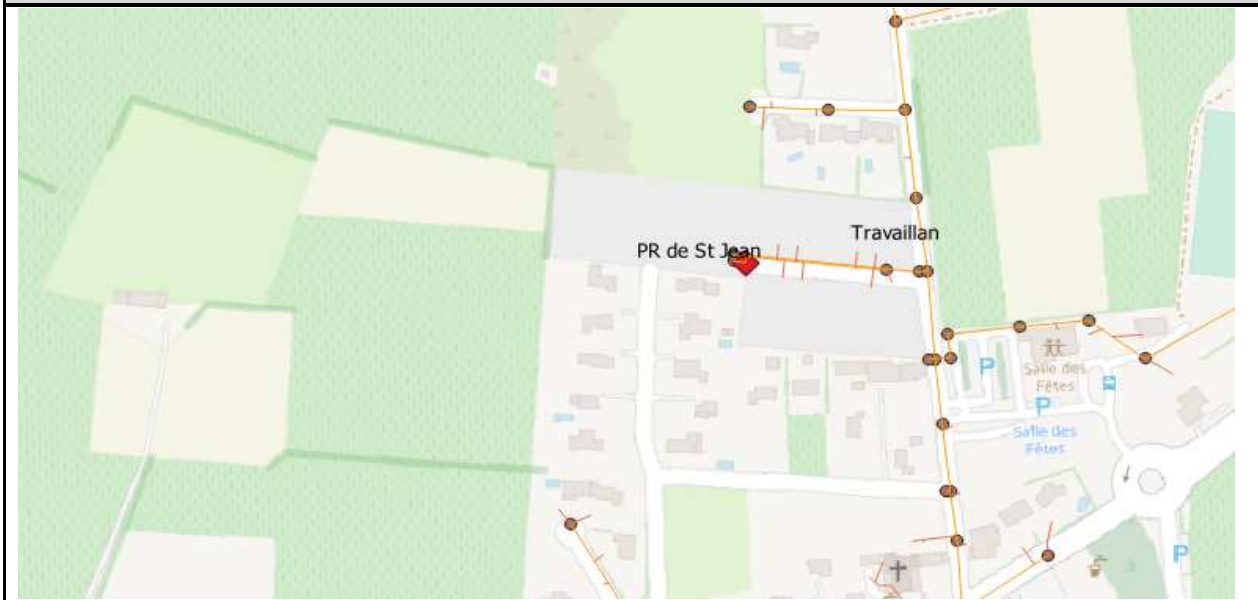 Travaillan
PR de St Jean
P
Salle des
Fêtes
P
Salle des
Fêtes
P